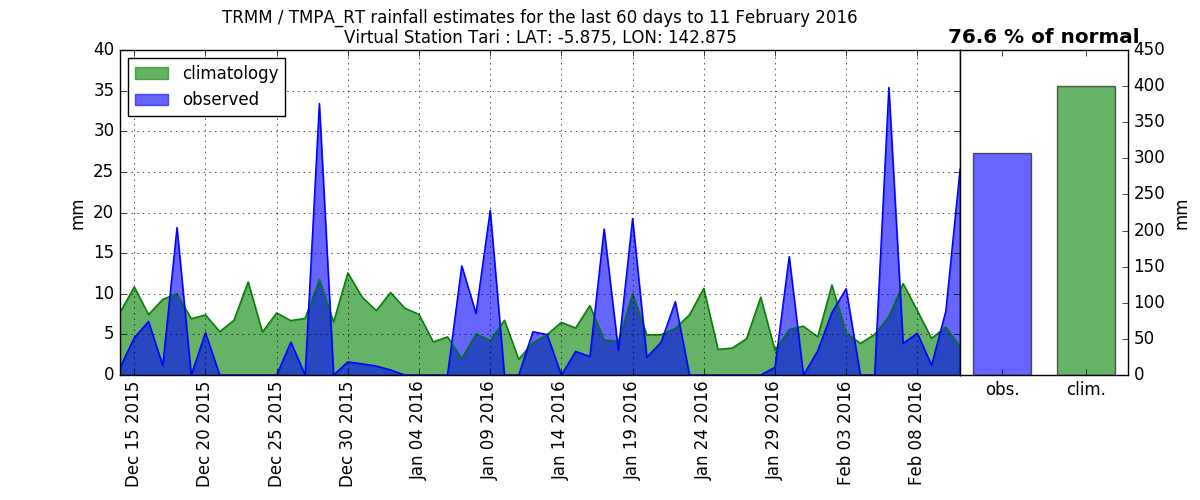 TRMM / TMPA_RT rainfall estimates for the last 60 days to 11 February 2016
Virtual Station Tari : LAT: -5.875, LON: 142.875
76.6 % of normal
climatology
observed
mm
40
35
30
25
20
15
10
5
0
Dec 15 2015
Dec 20 2015
Dec 25 2015
Dec 30 2015
Jan 04 2016
Jan 09 2016
Jan 14 2016
Jan 19 2016
Jan 24 2016
Jan 29 2016
Feb 03 2016
Feb 08 2016
obs.
clim.
450
400
350
300
250
200
150
100
50
0
mm